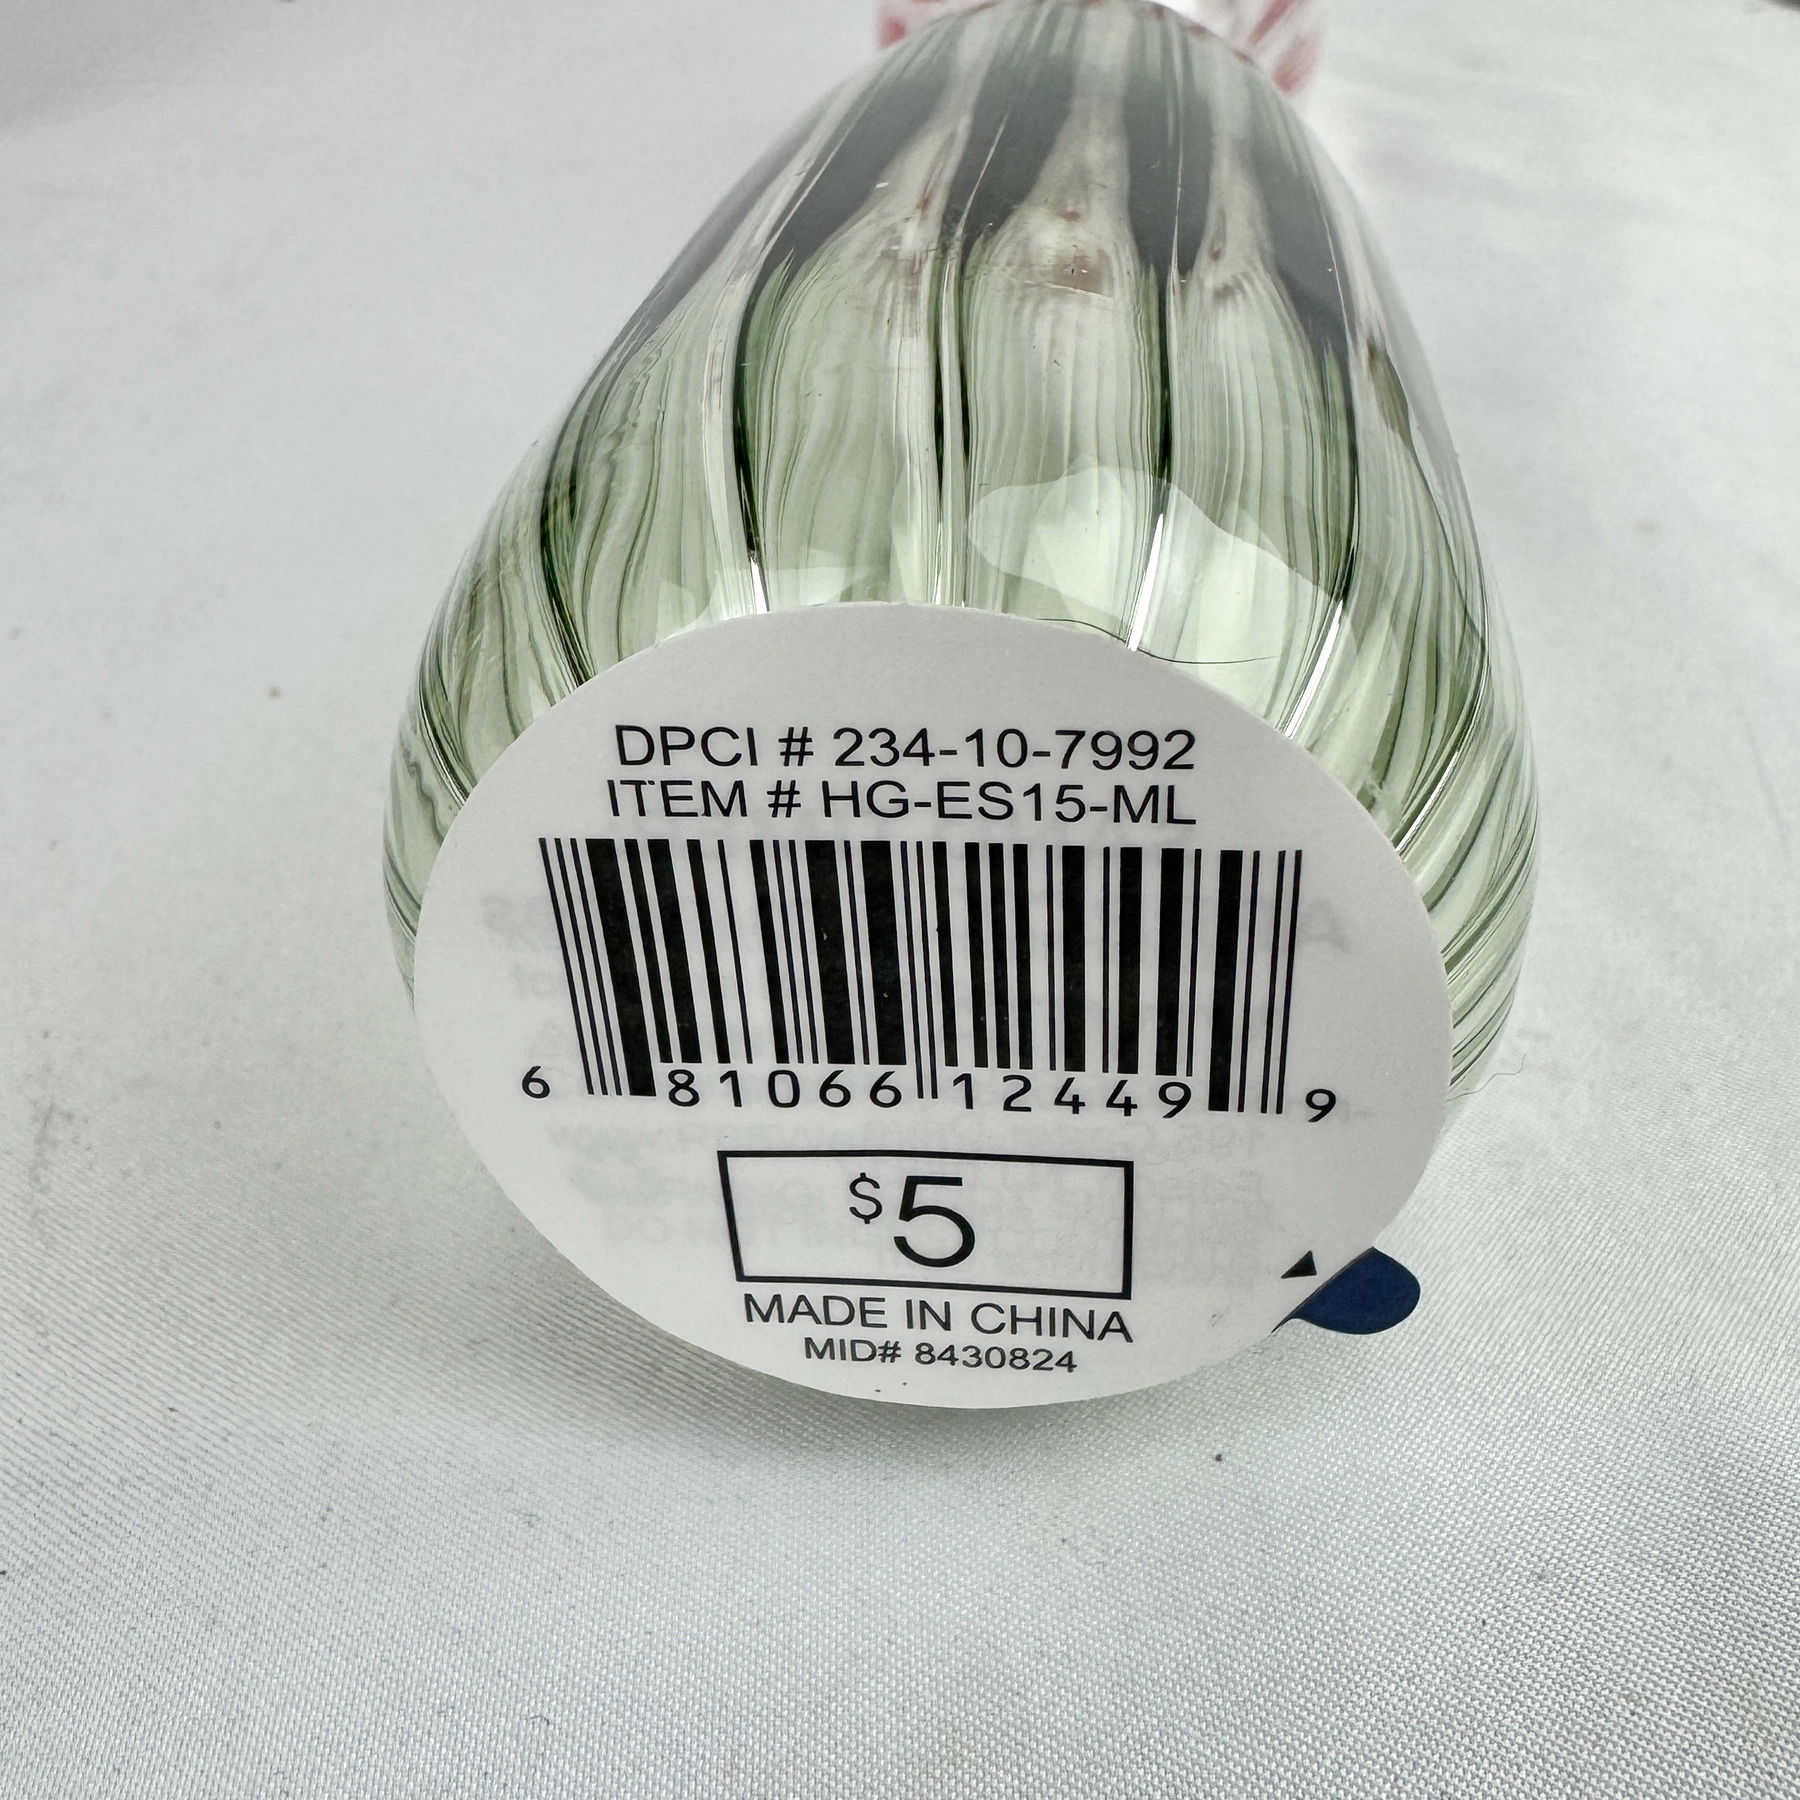 DPCI # 234-10-7992
ITEM # HG-ES15-ML
6 81066 12449 9
$5
MADE IN CHINA
MID# 8430824